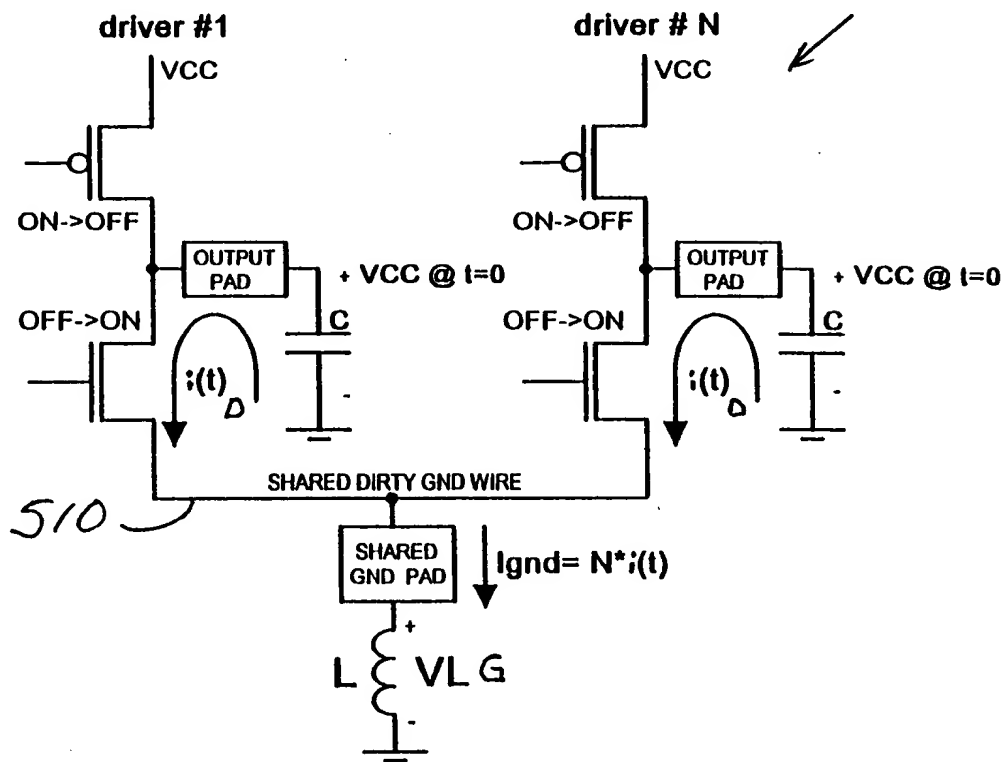 driver #1
driver # N
VCC
VCC
ON->OFF
ON->OFF
OUTPUT PAD
+ VCC @ t=0
OUTPUT PAD
+ VCC @ t=0
OFF->ON
C
OFF->ON
C
-
-
i(t) D
i(t) D
SHARED DIRTY GND WIRE
510
SHARED GND PAD
Ignd= N*i(t)
+
L VL G
-